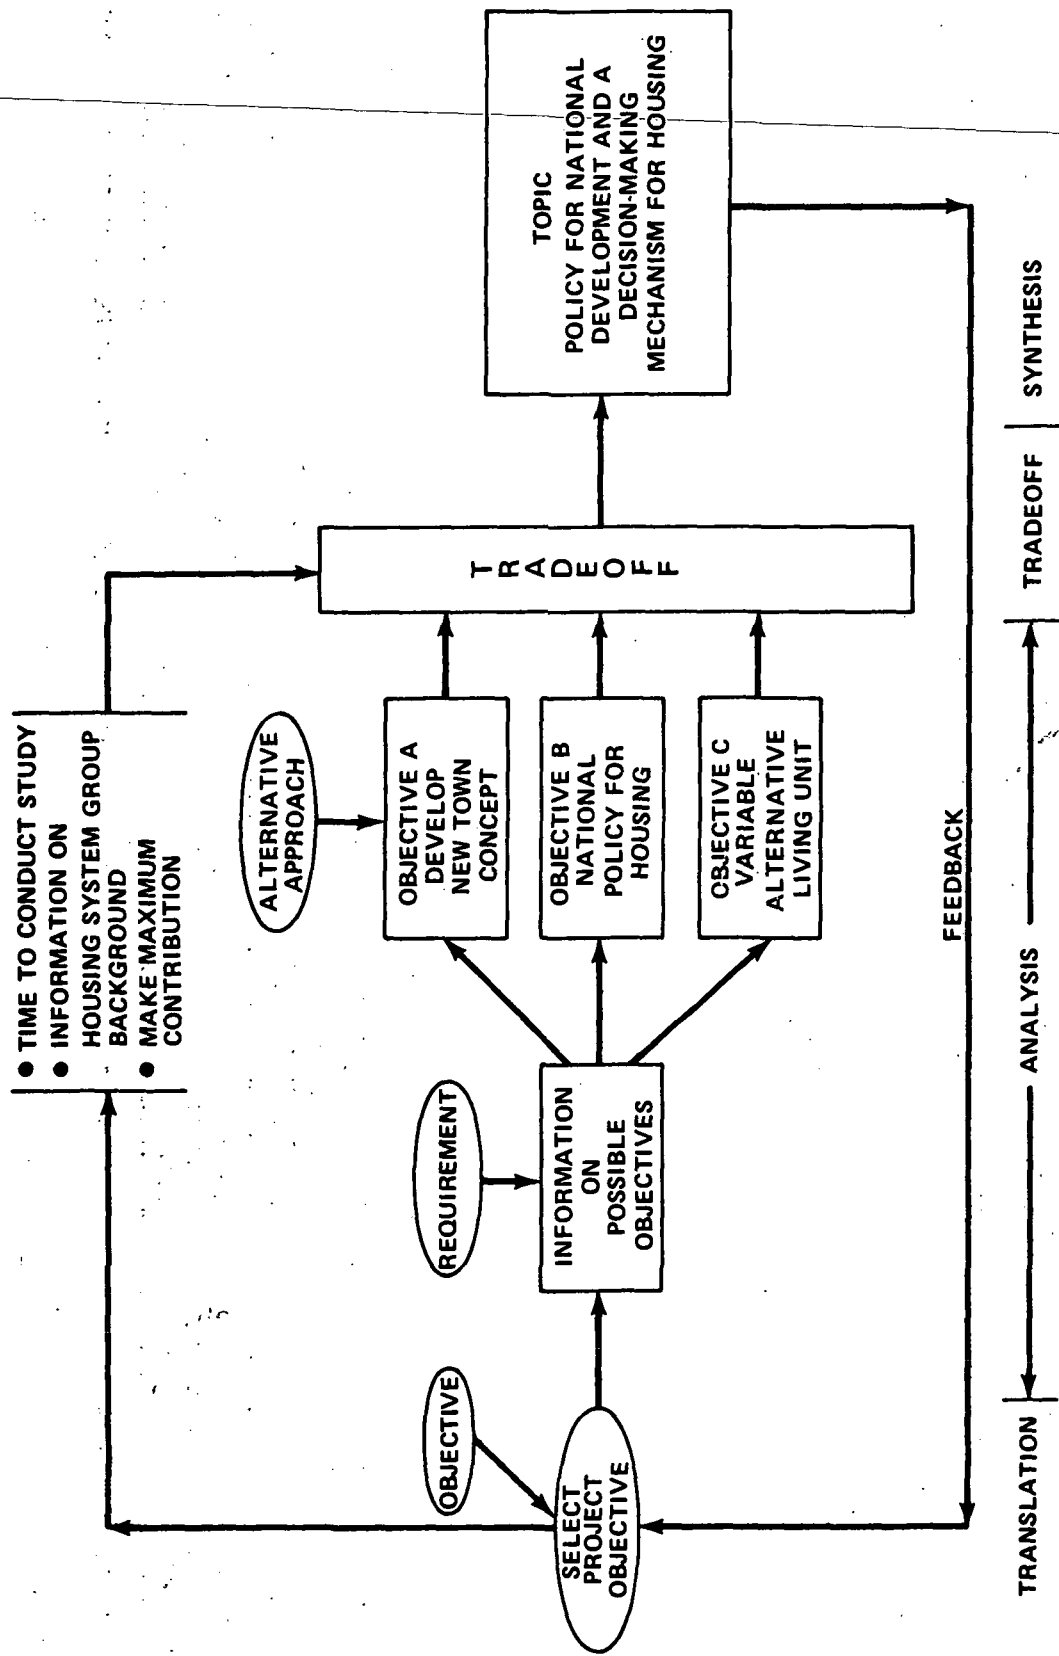 TIME TO CONDUCT STUDY
INFORMATION ON
HOUSING SYSTEM GROUP
BACKGROUND
MAKE MAXIMUM
CONTRIBUTION
ALTERNATIVE
APPROACH
REQUIREMENT
OBJECTIVE
SELECT
PROJECT
OBJECTIVE
INFORMATION
ON
POSSIBLE
OBJECTIVES
OBJECTIVE A
DEVELOP
NEW TOWN
CONCEPT
OBJECTIVE B
NATIONAL
POLICY FOR
HOUSING
OBJECTIVE C
VARIABLE
ALTERNATIVE
LIVING UNIT
TRADEOFF
TOPIC
POLICY FOR NATIONAL
DEVELOPMENT AND A
DECISION-MAKING
MECHANISM FOR HOUSING
FEEDBACK
TRANSLATION
ANALYSIS
TRADEOFF
SYNTHESIS